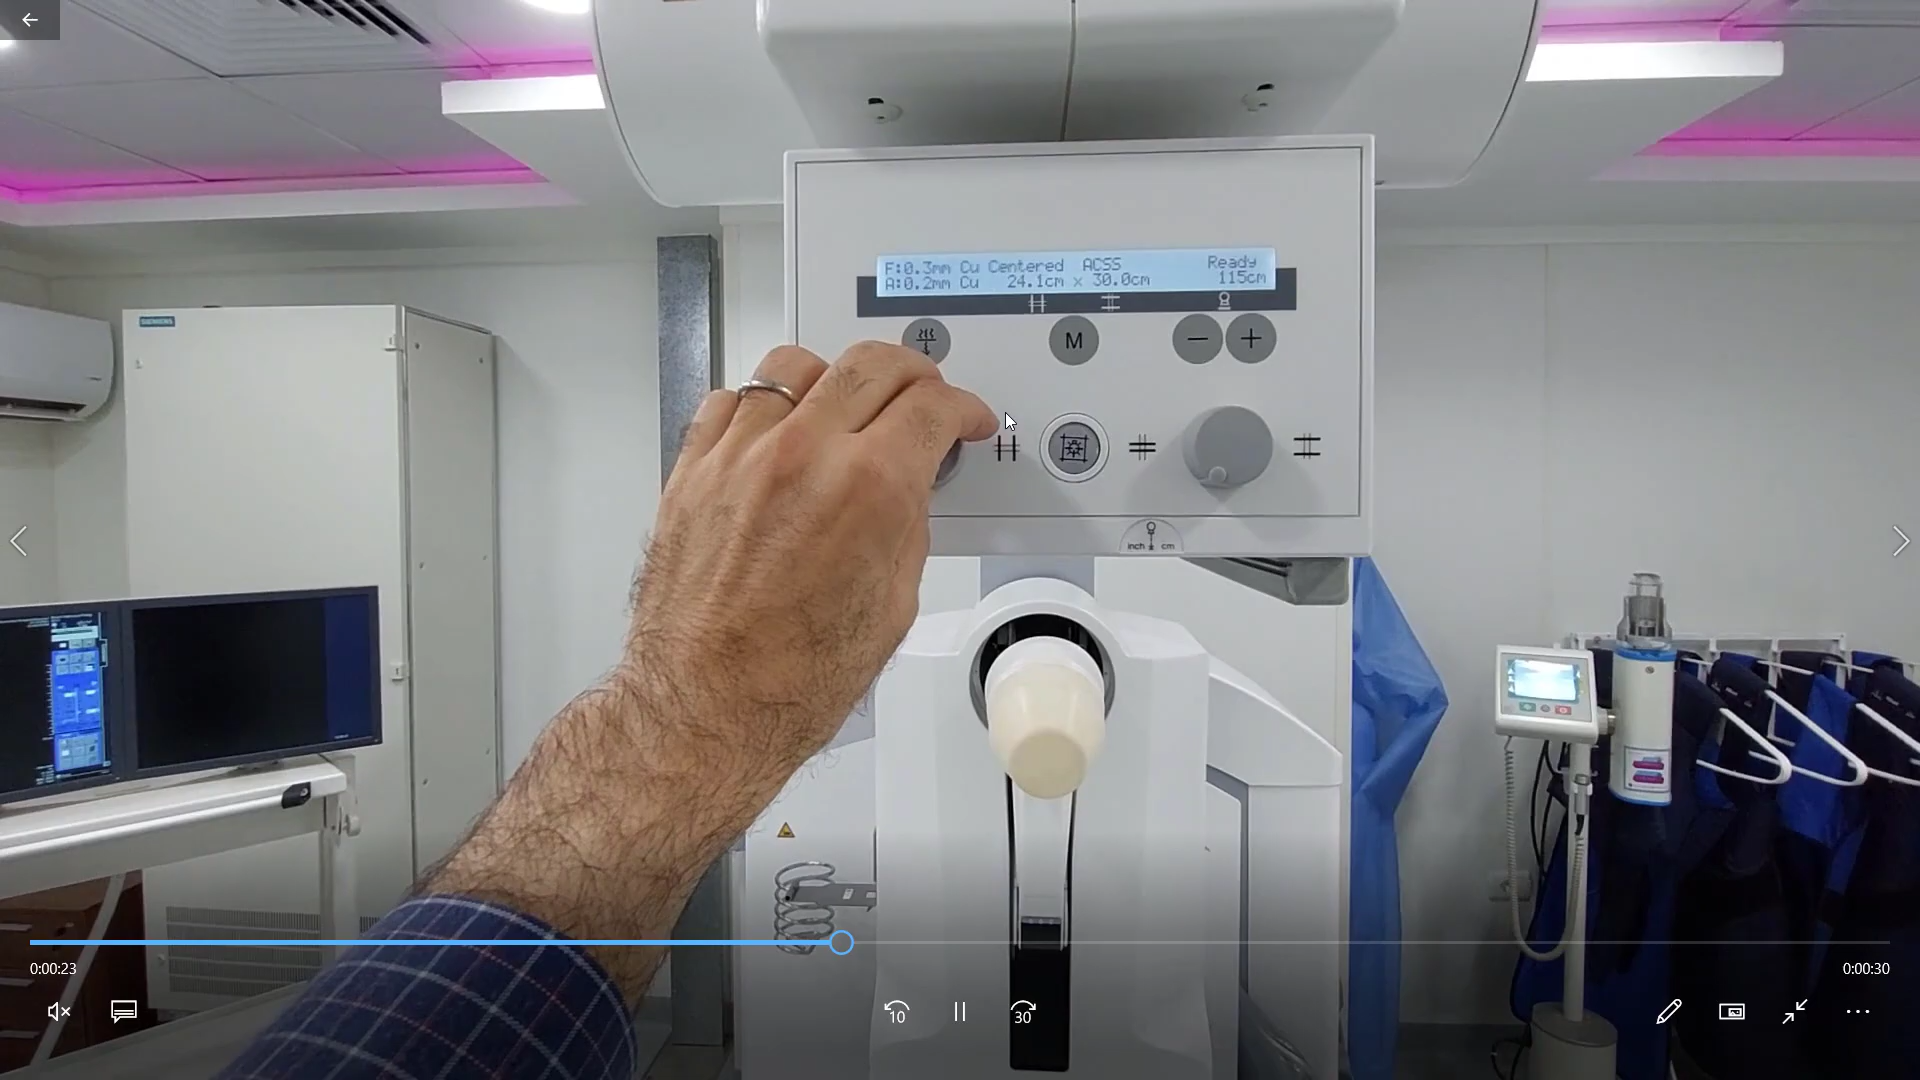 SIEMENS
F:0.3mm Cu Centered ACSS Ready
A:0.2mm Cu 24.1cm x 30.0cm 115cm
M
inch cm
0:00:23
0:00:30
10
30